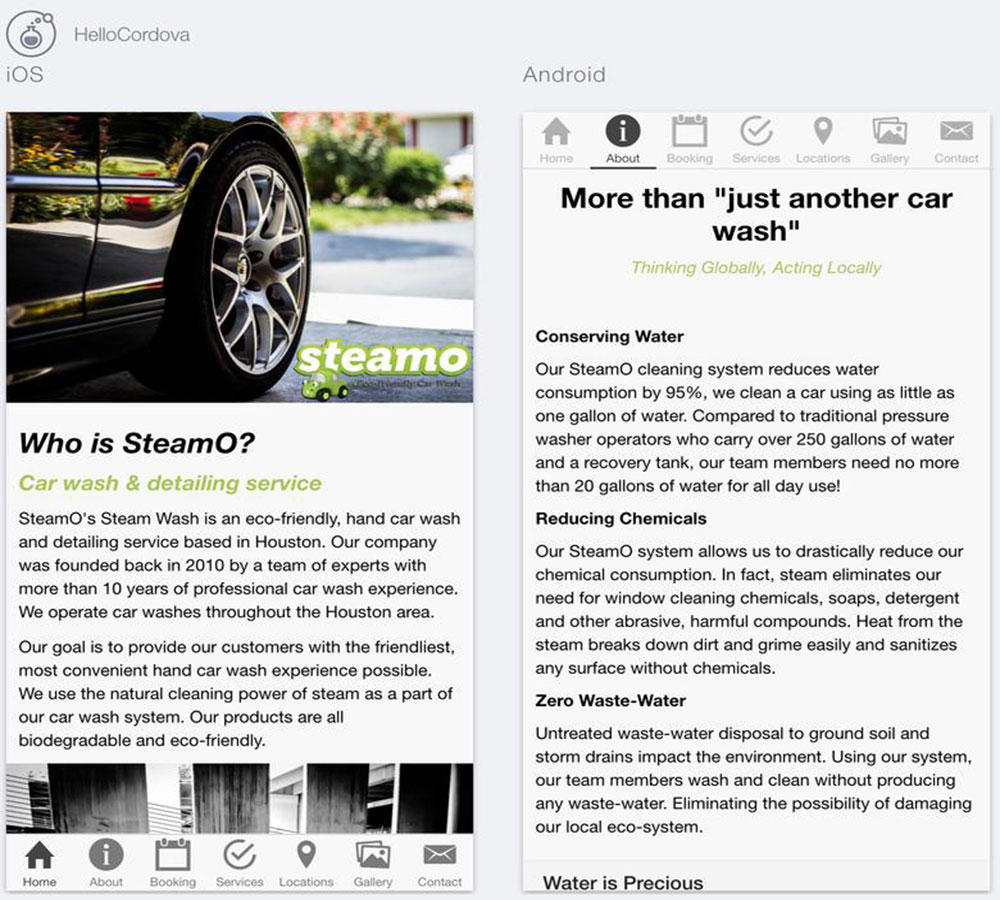 HelloCordova
iOS
steamo
Eco-Friendly Car Wash
Who is SteamO?
Car wash & detailing service
SteamO's Steam Wash is an eco-friendly, hand car wash
and detailing service based in Houston. Our company
was founded back in 2010 by a team of experts with
more than 10 years of professional car wash experience.
We operate car washes throughout the Houston area.
Our goal is to provide our customers with the friendliest,
most convenient hand car wash experience possible.
We use the natural cleaning power of steam as a part of
our car wash system. Our products are all
biodegradable and eco-friendly.
Home About Booking Services Locations Gallery Contact
Android
Home About Booking Services Locations Gallery Contact
More than "just another car
wash"
Thinking Globally, Acting Locally
Conserving Water
Our SteamO cleaning system reduces water
consumption by 95%, we clean a car using as little as
one gallon of water. Compared to traditional pressure
washer operators who carry over 250 gallons of water
and a recovery tank, our team members need no more
than 20 gallons of water for all day use!
Reducing Chemicals
Our SteamO system allows us to drastically reduce our
chemical consumption. In fact, steam eliminates our
need for window cleaning chemicals, soaps, detergent
and other abrasive, harmful compounds. Heat from the
steam breaks down dirt and grime easily and sanitizes
any surface without chemicals.
Zero Waste-Water
Untreated waste-water disposal to ground soil and
storm drains impact the environment. Using our system,
our team members wash and clean without producing
any waste-water. Eliminating the possibility of damaging
our local eco-system.
Water is Precious